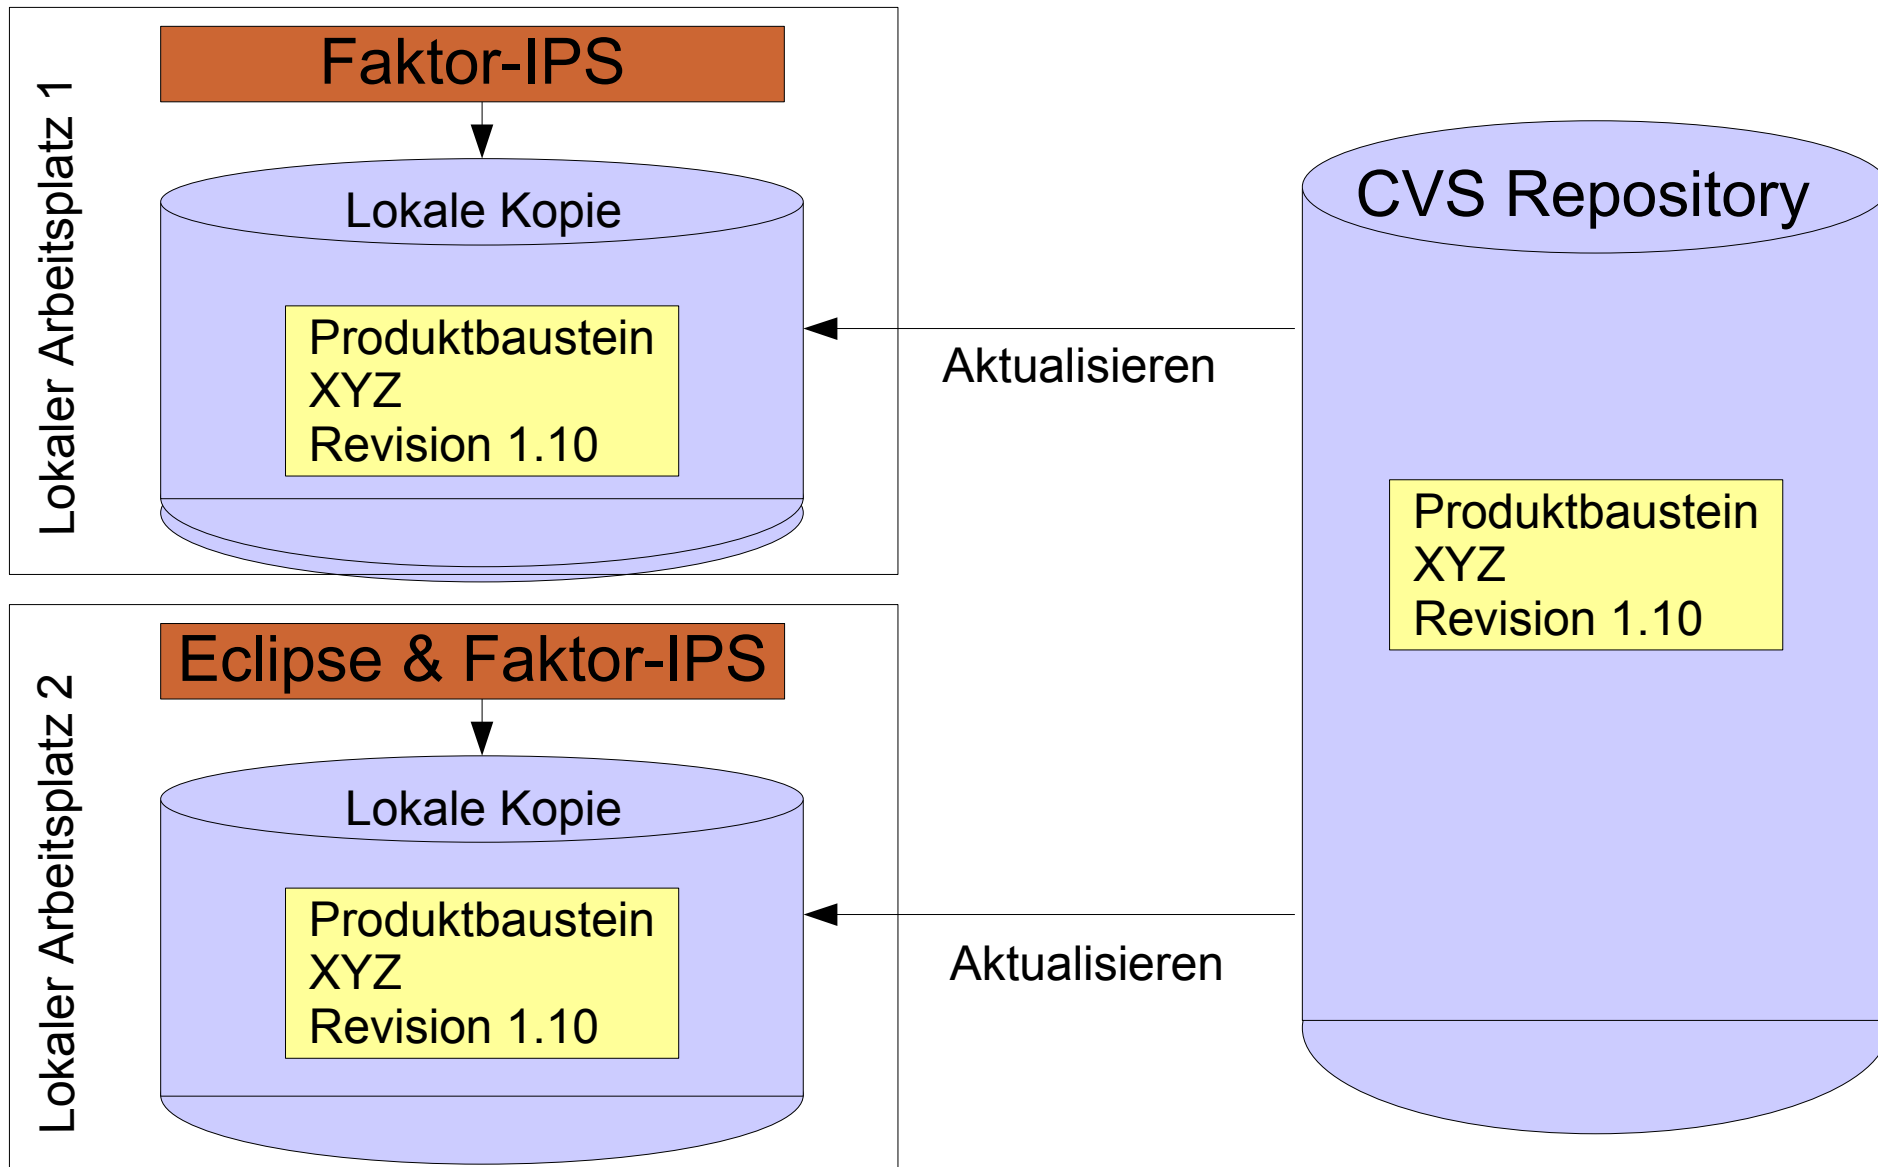 Lokaler Arbeitsplatz 1
Faktor-IPS
Lokale Kopie
Produktbaustein
XYZ
Revision 1.10
Aktualisieren
CVS Repository
Produktbaustein
XYZ
Revision 1.10
Lokaler Arbeitsplatz 2
Eclipse & Faktor-IPS
Lokale Kopie
Produktbaustein
XYZ
Revision 1.10
Aktualisieren